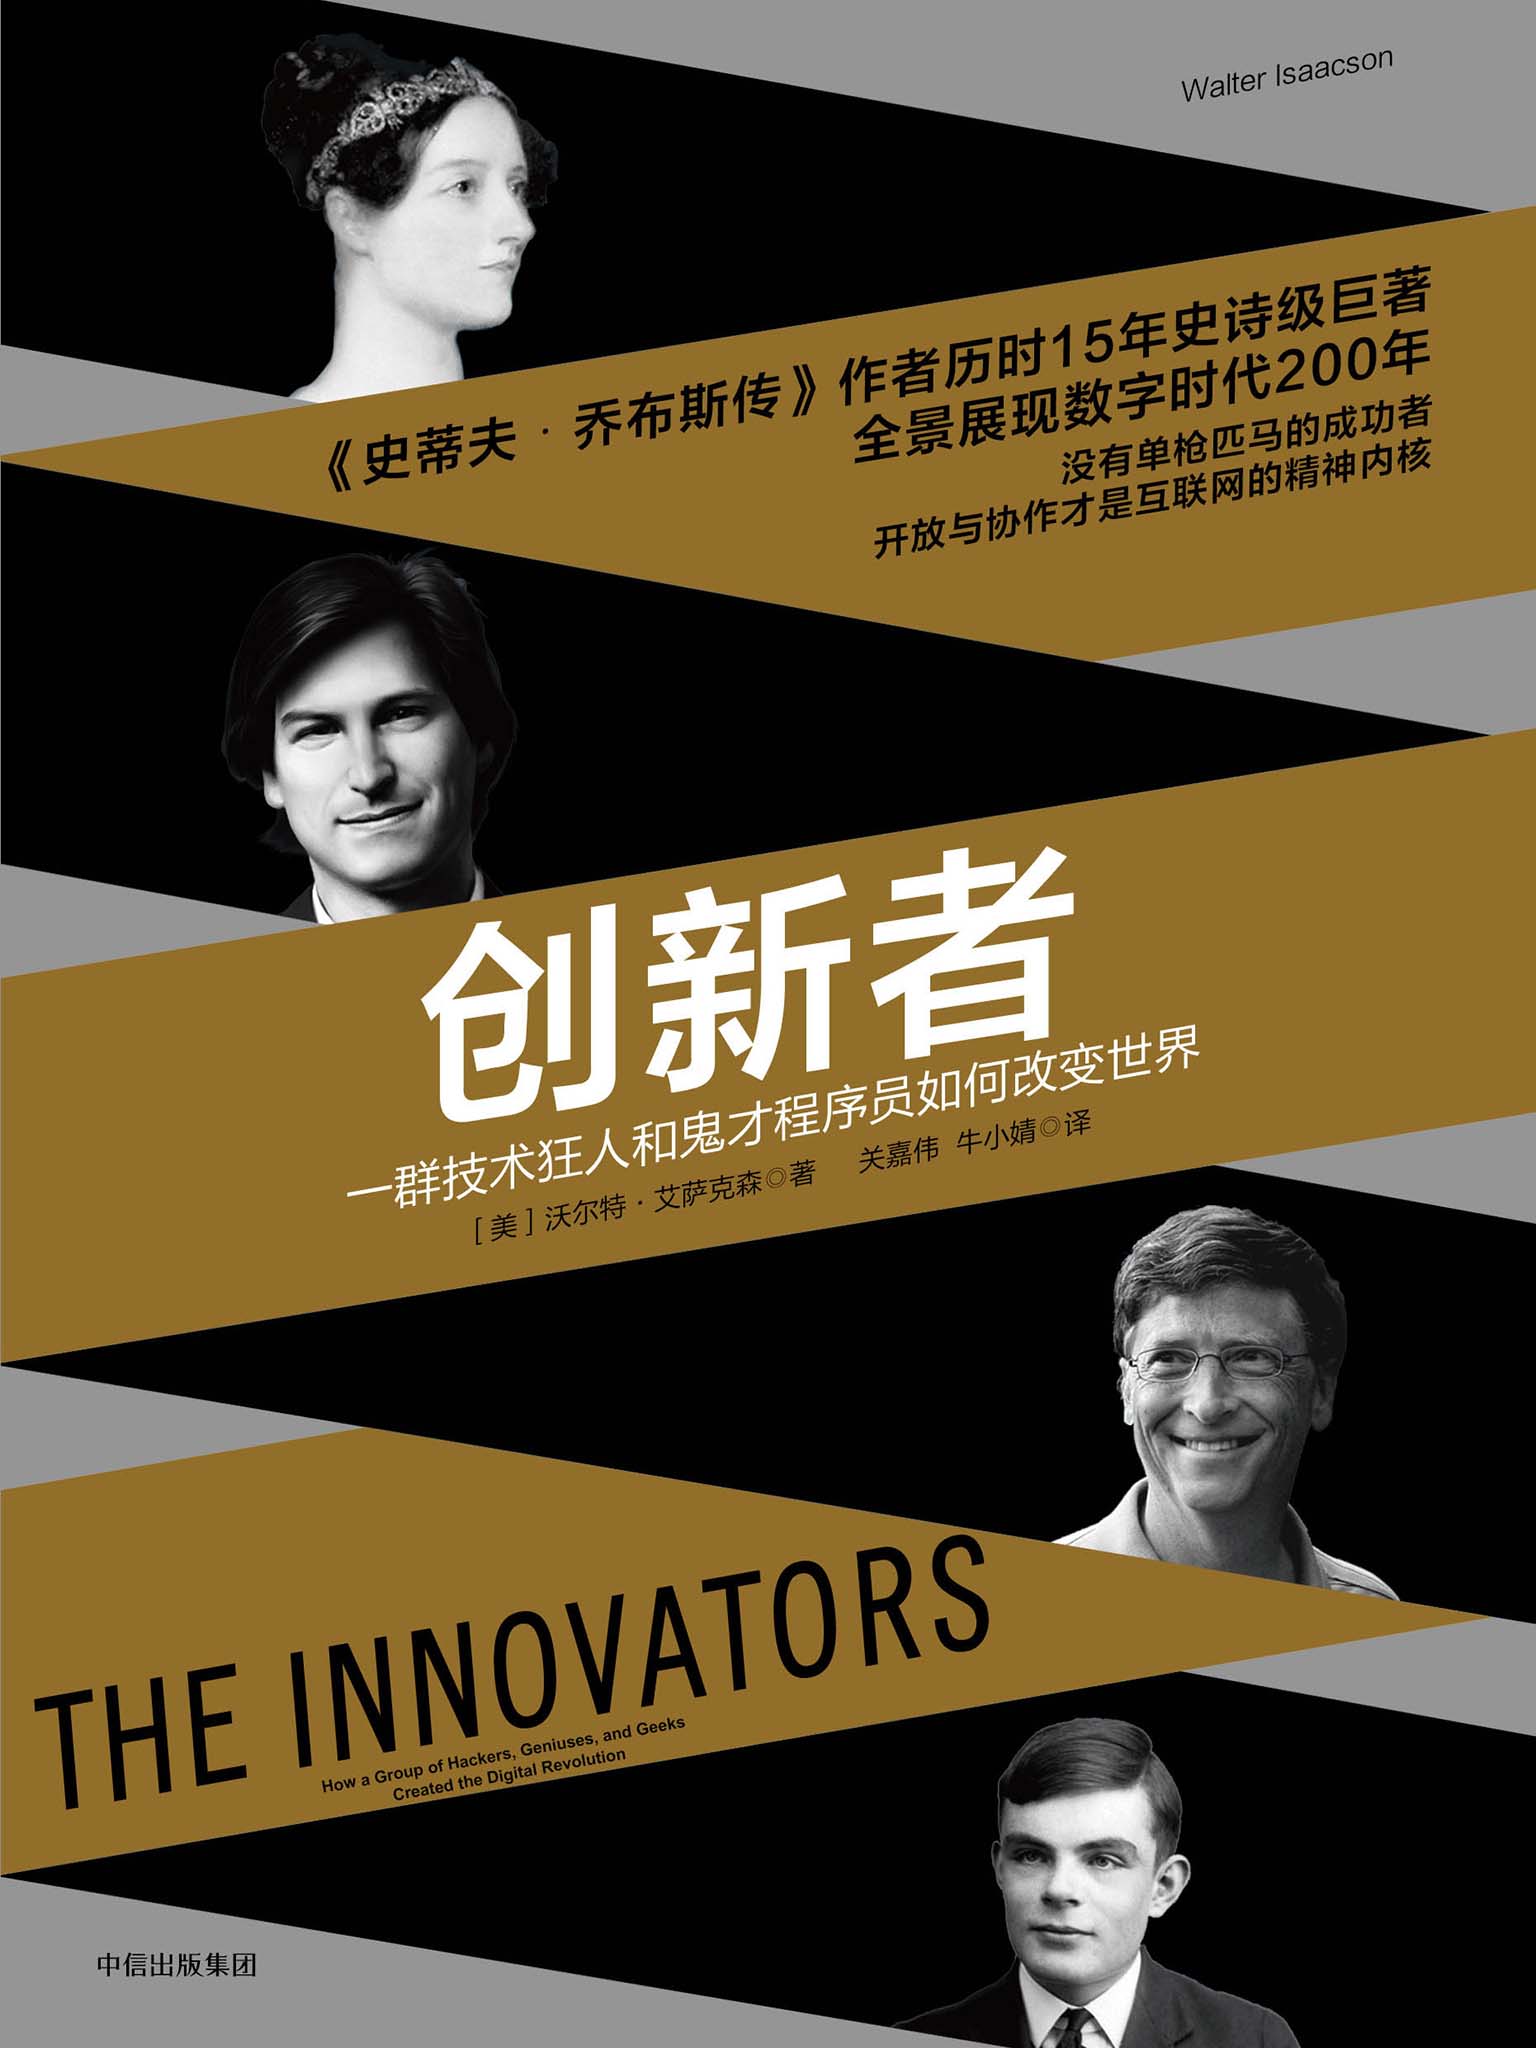 Walter Isaacson
《史蒂夫·乔布斯传》作者历时15年史诗级巨著
全景展现数字时代200年
没有单枪匹马的成功者
开放与协作才是互联网的精神内核
创新者
一群技术狂人和鬼才程序员如何改变世界
[美]沃尔特·艾萨克森◎著 关嘉伟 牛小婧◎译
THE INNOVATORS
How a Group of Hackers, Geniuses, and Geeks
Created the Digital Revolution
中信出版集团